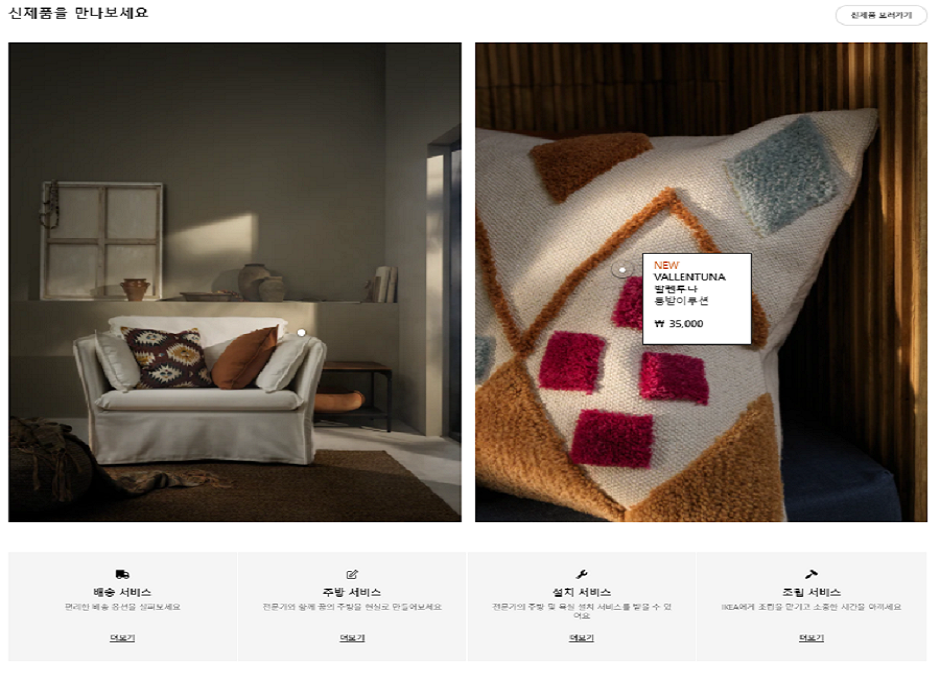 신제품을 만나보세요
신제품 보러가기
NEW
VALLENTUNA
발렌투나
등받이쿠션
₩ 35,000
배송 서비스
편리한 배송 옵션을 살펴보세요
더보기
주방 서비스
전문가와 함께 꿈의 주방을 현실로 만들어보세요
더보기
설치 서비스
전문가의 주방 및 욕실 설치 서비스를 받을 수 있
어요
더보기
조립 서비스
IKEA에게 조립을 맡기고 소중한 시간을 아끼세요
더보기